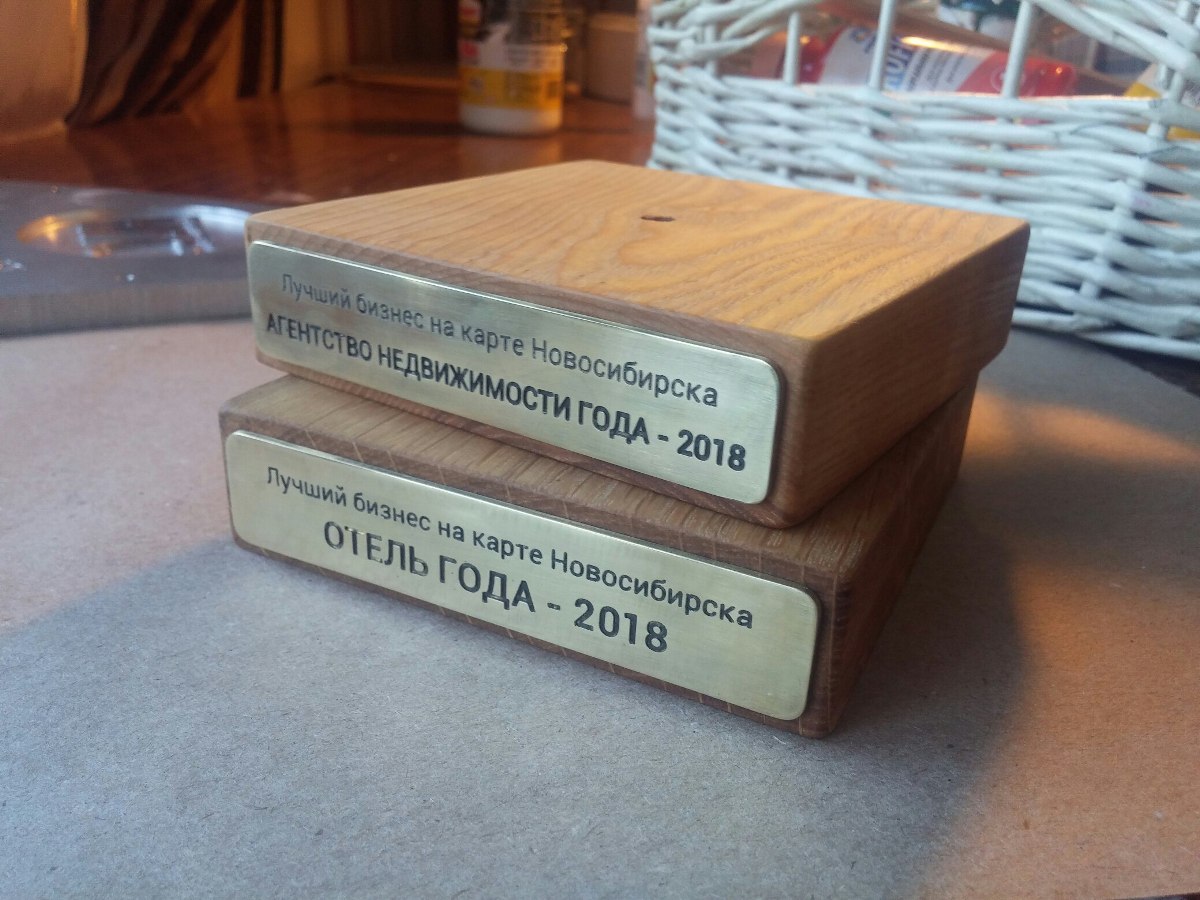 Лучший бизнес на карте Новосибирска
АГЕНТСТВО НЕДВИЖИМОСТИ ГОДА - 2018
Лучший бизнес на карте Новосибирска
ОТЕЛЬ ГОДА - 2018